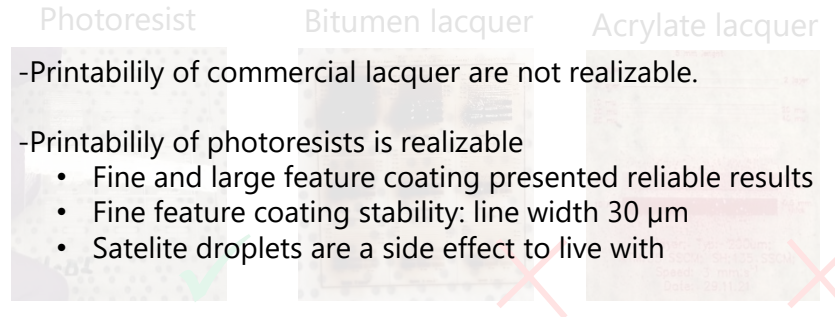 Photoresist Bitumen lacquer Acrylate lacquer
-Printabilily of commercial lacquer are not realizable.
-Printabilily of photoresists is realizable
• Fine and large feature coating presented reliable results
• Fine feature coating stability: line width 30 µm
• Satelite droplets are a side effect to live with